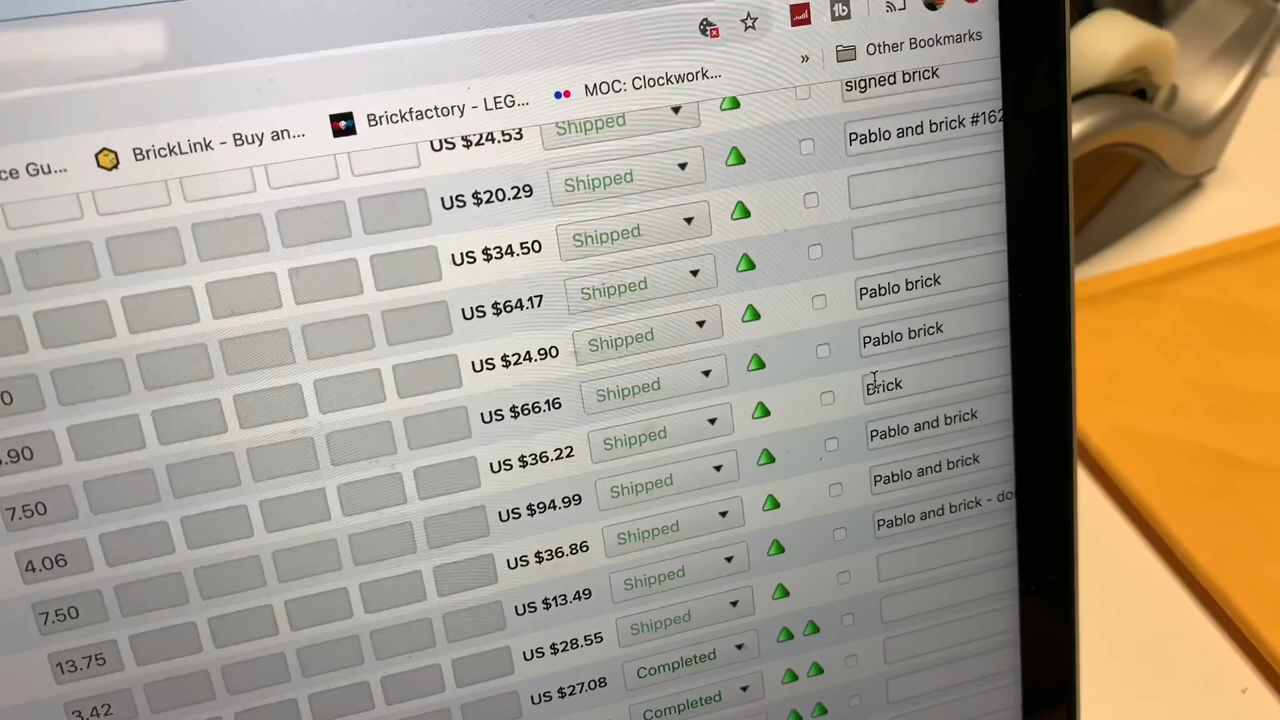 Other Bookmarks
ce Gu... BrickLink - Buy an... Brickfactory - LEG... MOC: Clockwork... »
US $24.53 Shipped signed brick
US $20.29 Shipped Pablo and brick #162
US $34.50 Shipped
US $64.17 Shipped
US $24.90 Shipped Pablo brick
0 US $66.16 Shipped Pablo brick
.90 US $36.22 Shipped Brick
7.50 US $94.99 Shipped Pablo and brick
4.06 US $36.86 Shipped Pablo and brick
7.50 US $13.49 Shipped Pablo and brick - do
13.75 US $28.55 Shipped
3.42 US $27.08 Completed
Completed